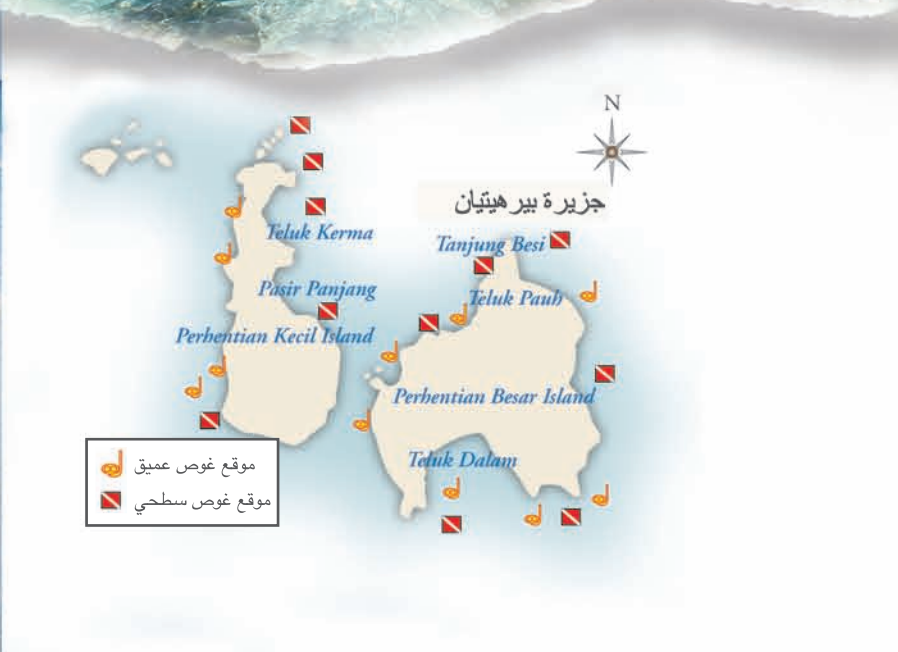 N
جزيرة بيرهيتيان
Teluk Kerma
Tanjung Besi
Pasir Panjang
Teluk Pauh
Perhentian Kecil Island
Perhentian Besar Island
Teluk Dalam
موقع غوص عميق
موقع غوص سطحي